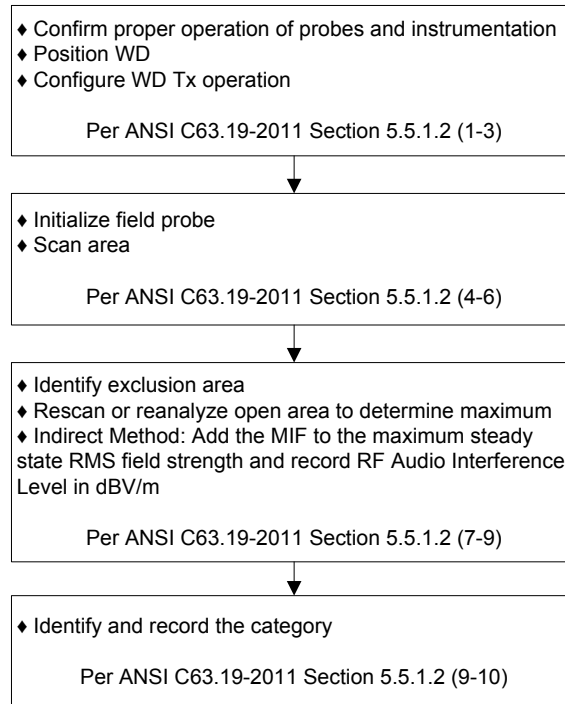 ♦ Confirm proper operation of probes and instrumentation
♦ Position WD
♦ Configure WD Tx operation
Per ANSI C63.19-2011 Section 5.5.1.2 (1-3)
♦ Initialize field probe
♦ Scan area
Per ANSI C63.19-2011 Section 5.5.1.2 (4-6)
♦ Identify exclusion area
♦ Rescan or reanalyze open area to determine maximum
♦ Indirect Method: Add the MIF to the maximum steady
state RMS field strength and record RF Audio Interference
Level in dBV/m
Per ANSI C63.19-2011 Section 5.5.1.2 (7-9)
♦ Identify and record the category
Per ANSI C63.19-2011 Section 5.5.1.2 (9-10)